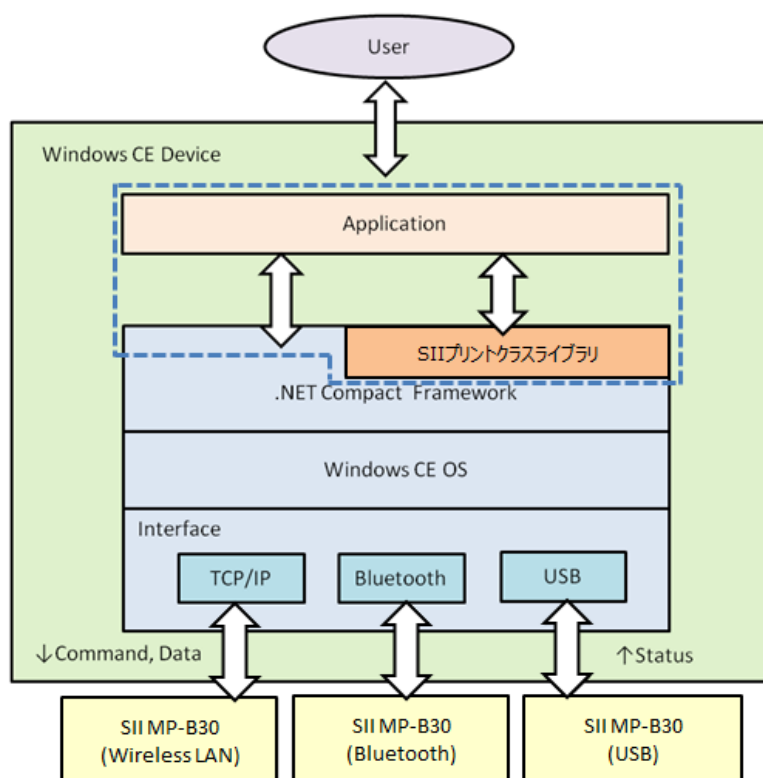 User
Windows CE Device
Application
SIIプリントクラスライブラリ
.NET Compact Framework
Windows CE OS
Interface
TCP/IP
Bluetooth
USB
↓Command, Data
↑Status
SII MP-B30
(Wireless LAN)
SII MP-B30
(Bluetooth)
SII MP-B30
(USB)